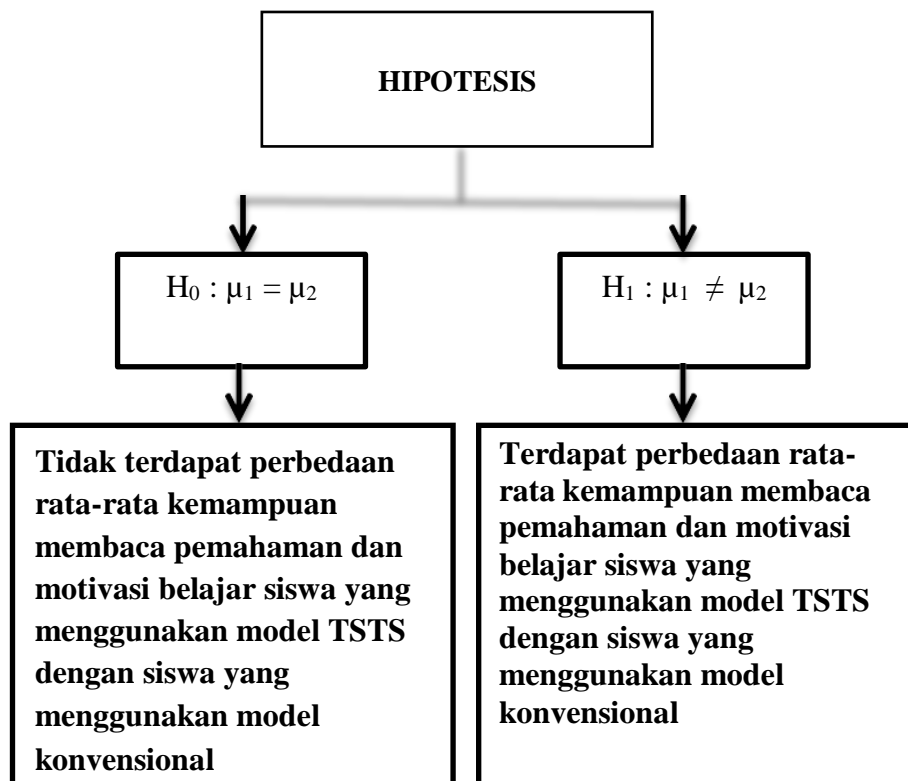 HIPOTESIS
H₀ : µ₁ = µ₂
H₁ : µ₁ ≠ µ₂
Tidak terdapat perbedaan
rata-rata kemampuan
membaca pemahaman dan
motivasi belajar siswa yang
menggunakan model TSTS
dengan siswa yang
menggunakan model
konvensional
Terdapat perbedaan rata-
rata kemampuan membaca
pemahaman dan motivasi
belajar siswa yang
menggunakan model TSTS
dengan siswa yang
menggunakan model
konvensional